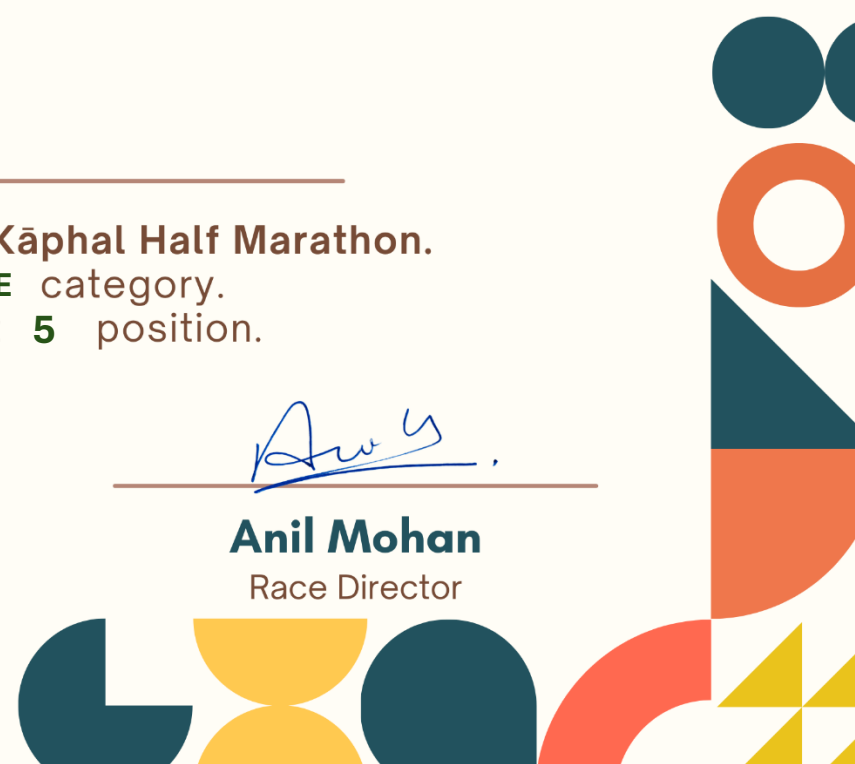 Kāphal Half Marathon.
E category.
5 position.
Anil Mohan
Race Director